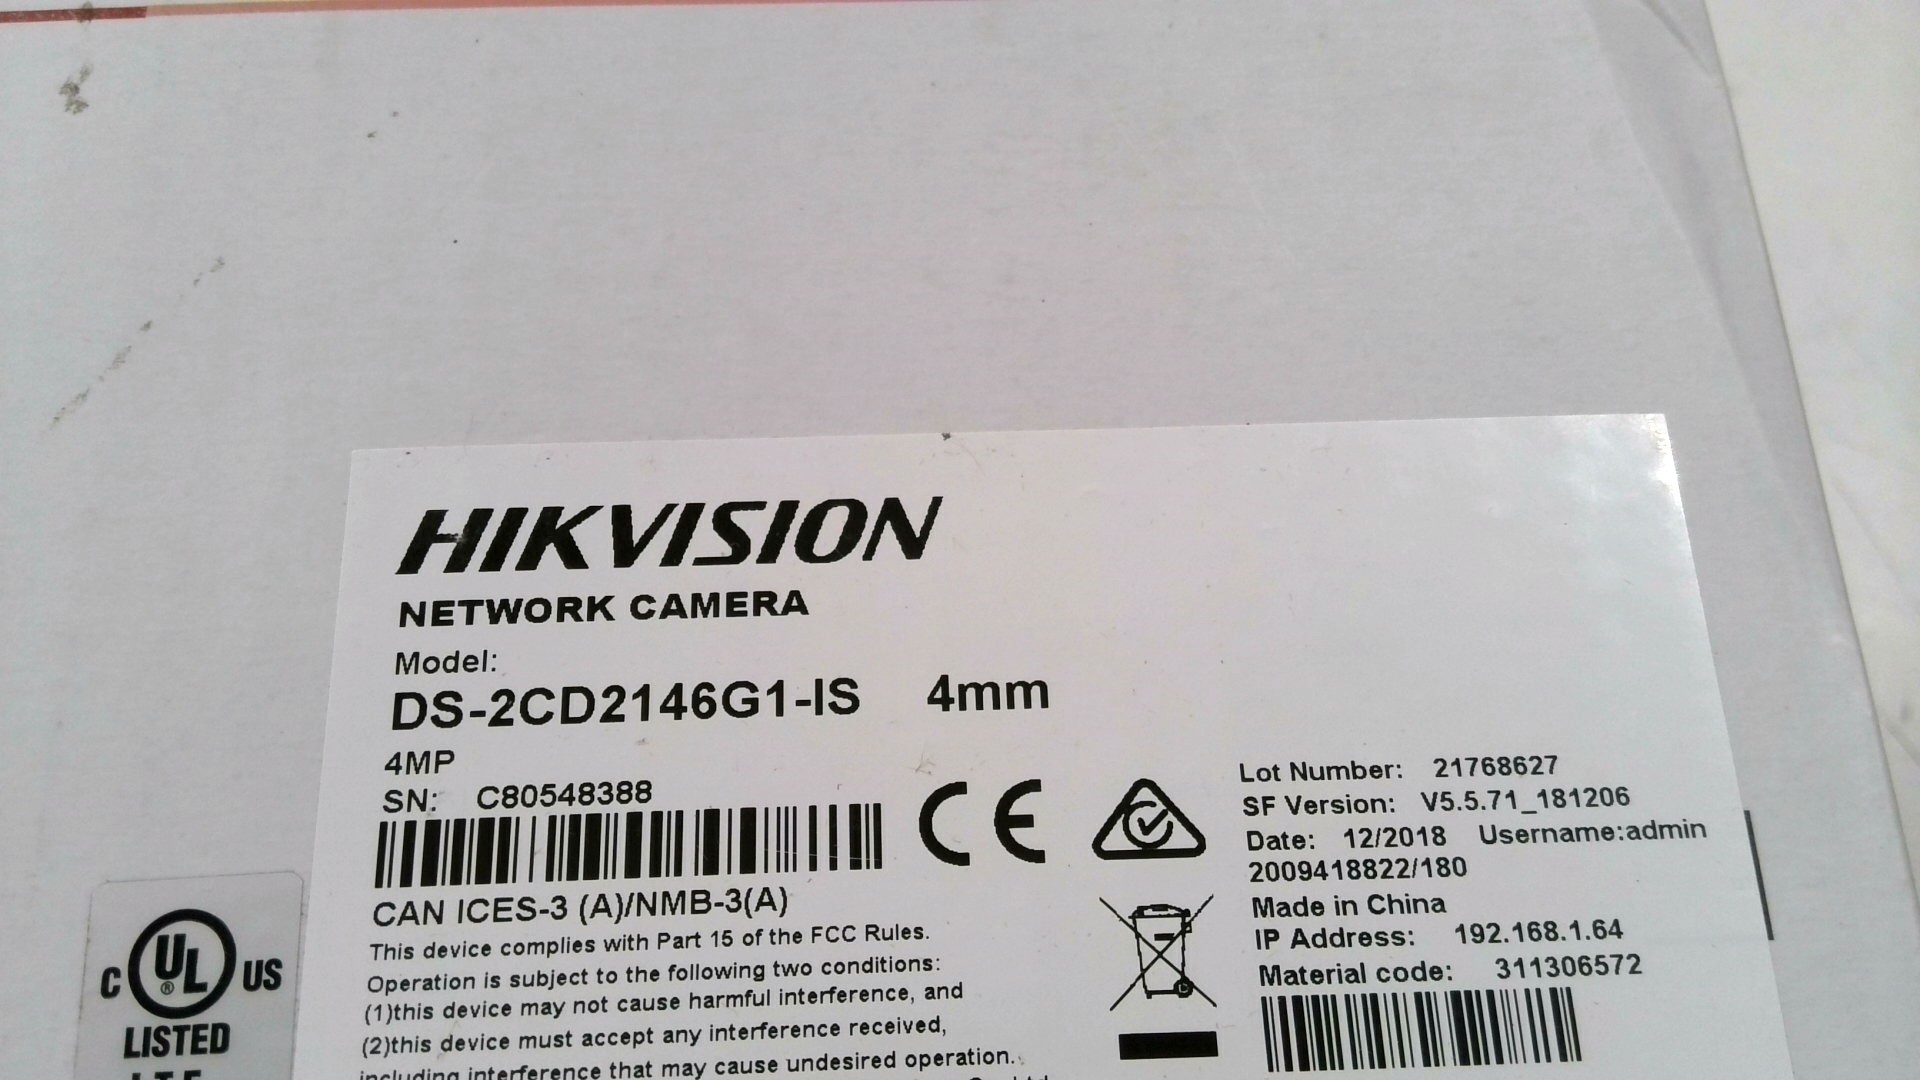 HIKVISION
NETWORK CAMERA
Model:
DS-2CD2146G1-IS 4mm
4MP
SN: C80548388
CAN ICES-3 (A)/NMB-3(A)
This device complies with Part 15 of the FCC Rules.
Operation is subject to the following two conditions:
(1)this device may not cause harmful interference, and
(2)this device must accept any interference received,
including interference that may cause undesired operation.
CE
Lot Number: 21768627
SF Version: V5.5.71_181206
Date: 12/2018 Username:admin
2009418822/180
Made in China
IP Address: 192.168.1.64
Material code: 311306572
C UL® US
LISTED